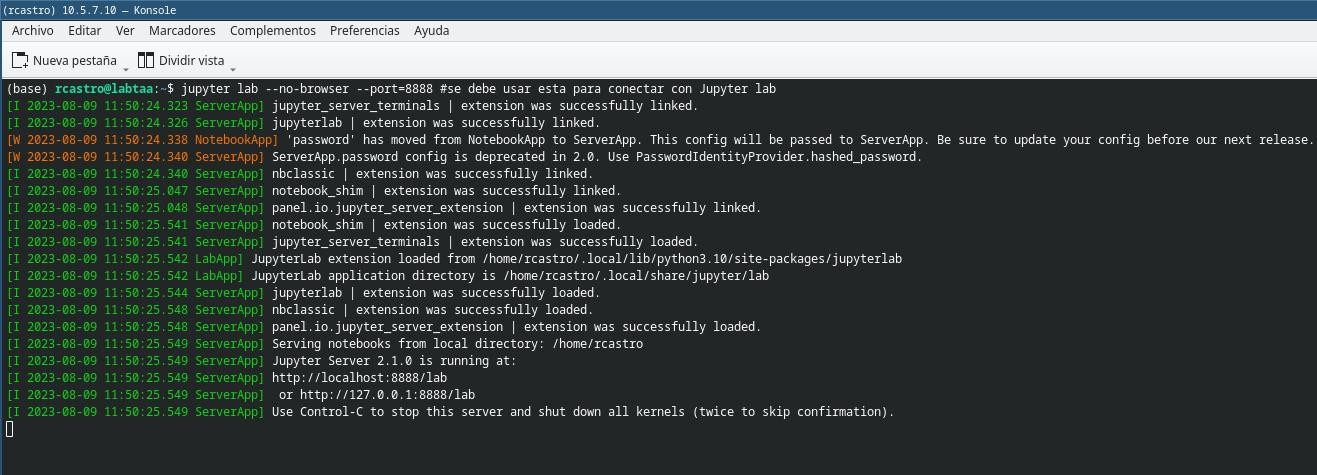 (rcastro) 10.5.7.10 — Konsole
Archivo Editar Ver Marcadores Complementos Preferencias Ayuda
Nueva pestaña Dividir vista
(base) rcastro@labtaa:~$ jupyter lab --no-browser --port=8888 #se debe usar esta para conectar con Jupyter lab
[I 2023-08-09 11:50:24.323 ServerApp] jupyter_server_terminals | extension was successfully linked.
[I 2023-08-09 11:50:24.326 ServerApp] jupyterlab | extension was successfully linked.
[W 2023-08-09 11:50:24.338 NotebookApp] 'password' has moved from NotebookApp to ServerApp. This config will be passed to ServerApp. Be sure to update your config before our next release.
[W 2023-08-09 11:50:24.340 ServerApp] ServerApp.password config is deprecated in 2.0. Use PasswordIdentityProvider.hashed_password.
[I 2023-08-09 11:50:24.340 ServerApp] nbclassic | extension was successfully linked.
[I 2023-08-09 11:50:25.047 ServerApp] notebook_shim | extension was successfully linked.
[I 2023-08-09 11:50:25.048 ServerApp] panel.io.jupyter_server_extension | extension was successfully linked.
[I 2023-08-09 11:50:25.541 ServerApp] notebook_shim | extension was successfully loaded.
[I 2023-08-09 11:50:25.541 ServerApp] jupyter_server_terminals | extension was successfully loaded.
[I 2023-08-09 11:50:25.542 LabApp] JupyterLab extension loaded from /home/rcastro/.local/lib/python3.10/site-packages/jupyterlab
[I 2023-08-09 11:50:25.542 LabApp] JupyterLab application directory is /home/rcastro/.local/share/jupyter/lab
[I 2023-08-09 11:50:25.544 ServerApp] jupyterlab | extension was successfully loaded.
[I 2023-08-09 11:50:25.548 ServerApp] nbclassic | extension was successfully loaded.
[I 2023-08-09 11:50:25.548 ServerApp] panel.io.jupyter_server_extension | extension was successfully loaded.
[I 2023-08-09 11:50:25.549 ServerApp] Serving notebooks from local directory: /home/rcastro
[I 2023-08-09 11:50:25.549 ServerApp] Jupyter Server 2.1.0 is running at:
[I 2023-08-09 11:50:25.549 ServerApp] http://localhost:8888/lab
[I 2023-08-09 11:50:25.549 ServerApp]  or http://127.0.0.1:8888/lab
[I 2023-08-09 11:50:25.549 ServerApp] Use Control-C to stop this server and shut down all kernels (twice to skip confirmation).